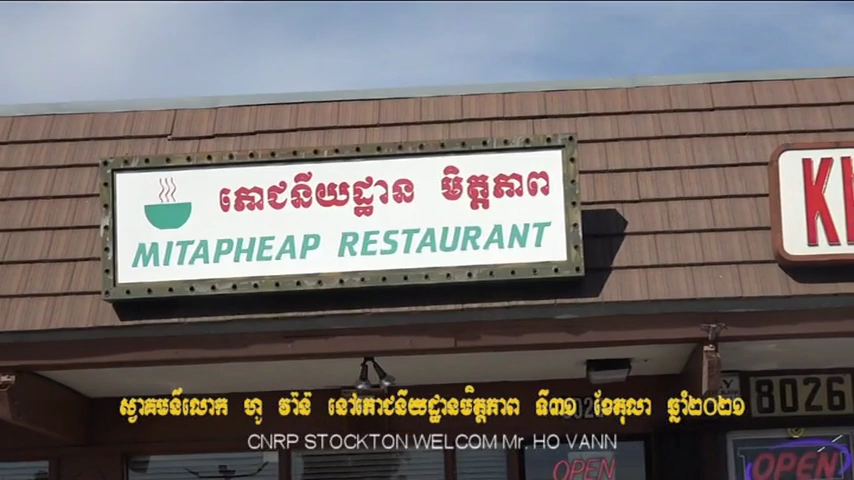 ភោជនីយដ្ឋាន មិត្តភាព
MITAPHEAP RESTAURANT
KI
8026
OPEN
OPEN
ស្វាគមន៍លោក ហូ វ៉ាន់ នៅភោជនីយដ្ឋានមិត្តភាព ទី៣១ ខែតុលា ឆ្នាំ២០២១
CNRP STOCKTON WELCOM Mr. HO VANN